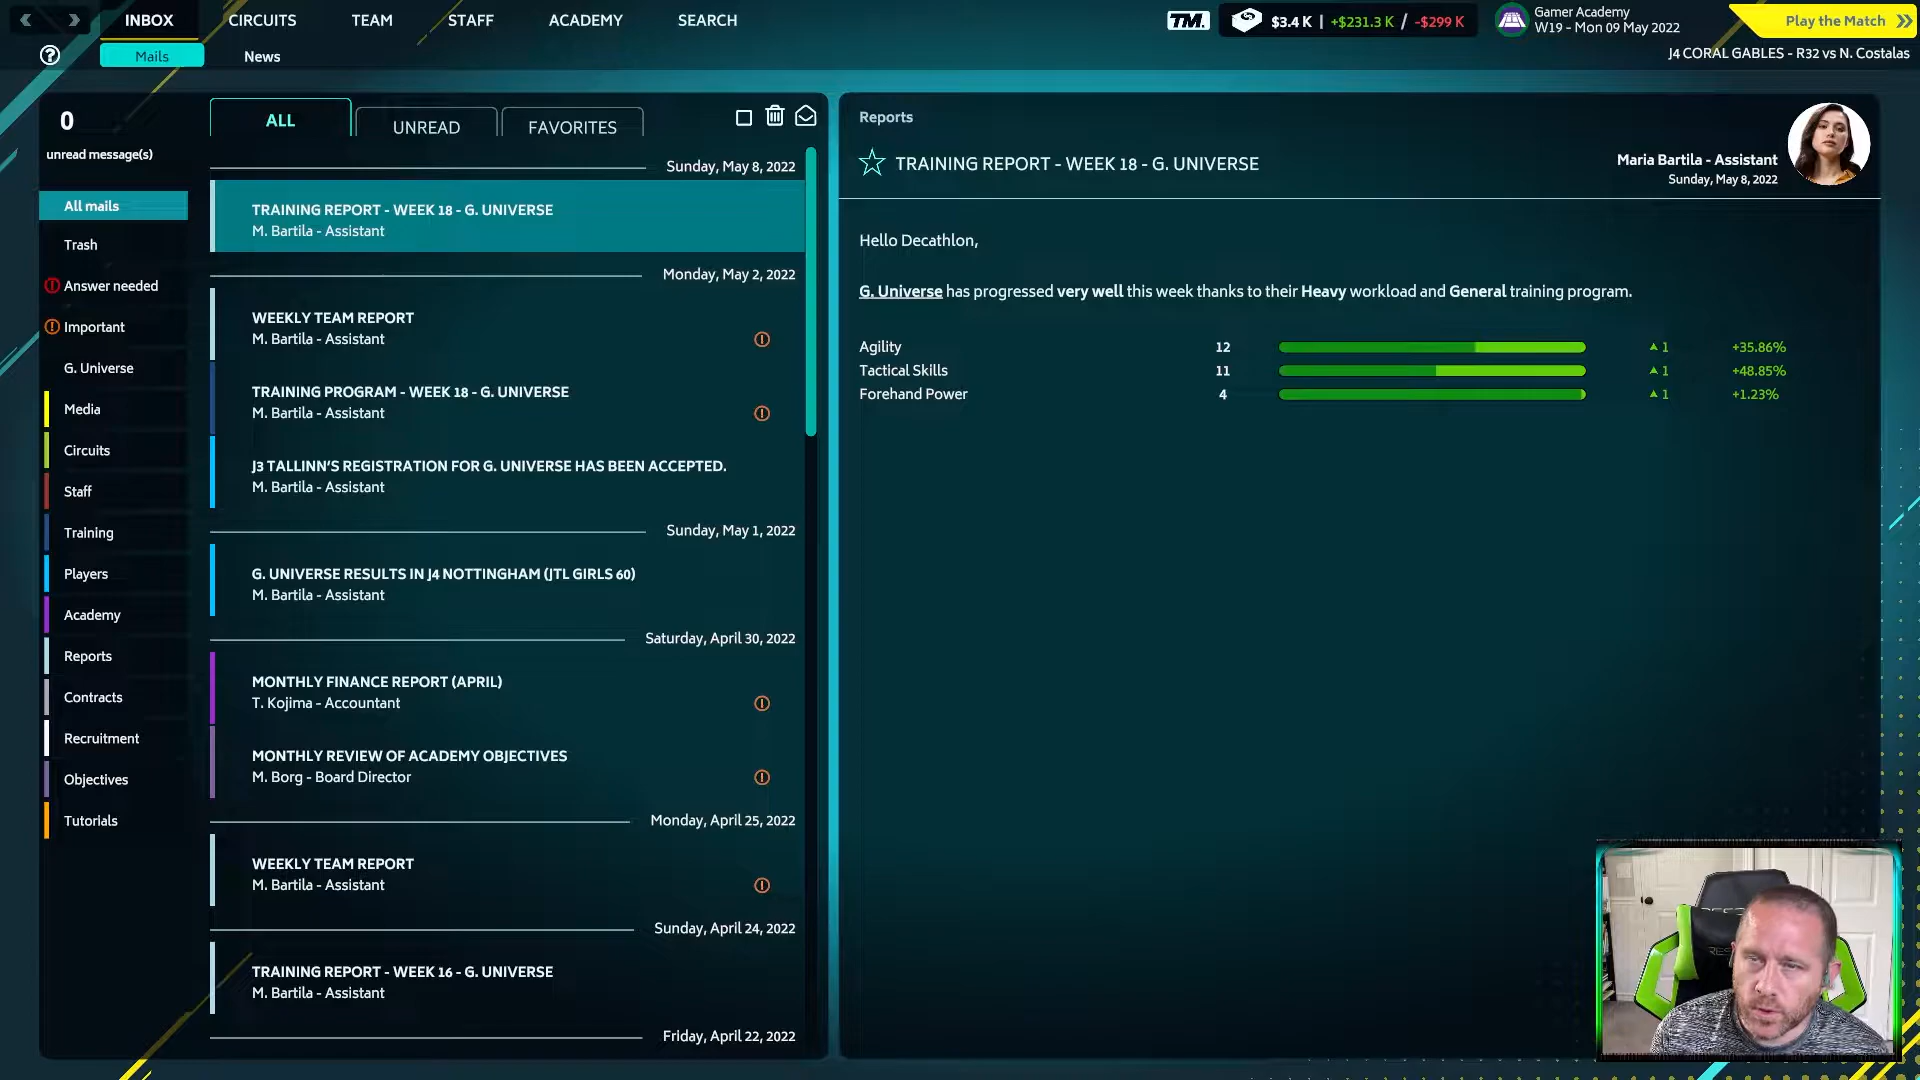 INBOX
CIRCUITS
TEAM
STAFF
ACADEMY
SEARCH
TM.
$3.4 K | +$231.3 K / -$299 K
Gamer Academy
W19 - Mon 09 May 2022
Play the Match
Mails
News
J4 CORAL GABLES - R32 vs N. Costalas
0
unread message(s)
All mails
Trash
Answer needed
Important
G. Universe
Media
Circuits
Staff
Training
Players
Academy
Reports
Contracts
Recruitment
Objectives
Tutorials
ALL
UNREAD
FAVORITES
Sunday, May 8, 2022
TRAINING REPORT - WEEK 18 - G. UNIVERSE
M. Bartila - Assistant
Monday, May 2, 2022
WEEKLY TEAM REPORT
M. Bartila - Assistant
TRAINING PROGRAM - WEEK 18 - G. UNIVERSE
M. Bartila - Assistant
J3 TALLINN'S REGISTRATION FOR G. UNIVERSE HAS BEEN ACCEPTED.
M. Bartila - Assistant
Sunday, May 1, 2022
G. UNIVERSE RESULTS IN J4 NOTTINGHAM (JTL GIRLS 60)
M. Bartila - Assistant
Saturday, April 30, 2022
MONTHLY FINANCE REPORT (APRIL)
T. Kojima - Accountant
MONTHLY REVIEW OF ACADEMY OBJECTIVES
M. Borg - Board Director
Monday, April 25, 2022
WEEKLY TEAM REPORT
M. Bartila - Assistant
Sunday, April 24, 2022
TRAINING REPORT - WEEK 16 - G. UNIVERSE
M. Bartila - Assistant
Friday, April 22, 2022
Reports
TRAINING REPORT - WEEK 18 - G. UNIVERSE
Maria Bartila - Assistant
Sunday, May 8, 2022
Hello Decathlon,
G. Universe has progressed very well this week thanks to their Heavy workload and General training program.
Agility 12 1 +35.86%
Tactical Skills 11 1 +48.85%
Forehand Power 4 1 +1.23%